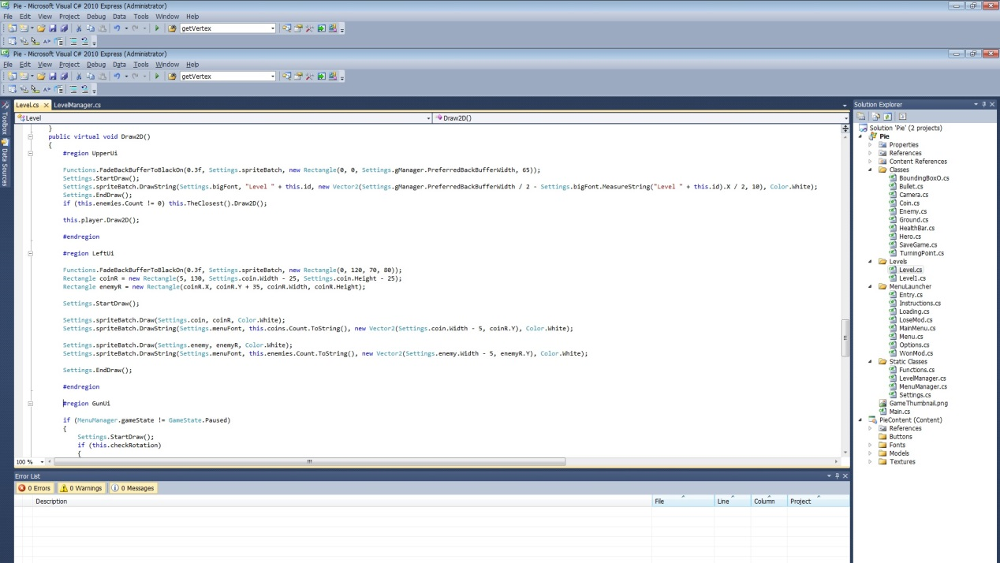 Pie - Microsoft Visual C# 2010 Express (Administrator)
File Edit View Project Debug Data Tools Window Help
getVertex
Pie - Microsoft Visual C# 2010 Express (Administrator)
File Edit View Project Debug Data Tools Window Help
getVertex
Toolbox
Data Sources
Level.cs LevelManager.cs
Level Draw2D()
}
public virtual void Draw2D()
{
#region UpperUi
Functions.FadeBackBufferToBlackOn(0.3f, Settings.spriteBatch, new Rectangle(0, 0, Settings.gManager.PreferredBackBufferWidth, 65));
Settings.StartDraw();
Settings.spriteBatch.DrawString(Settings.bigFont, "Level " + this.id, new Vector2(Settings.gManager.PreferredBackBufferWidth / 2 - Settings.bigFont.MeasureString("Level " + this.id).X / 2, 10), Color.White);
Settings.EndDraw();
if (this.enemies.Count != 0) this.TheClosest().Draw2D();
this.player.Draw2D();
#endregion
#region LeftUi
Functions.FadeBackBufferToBlackOn(0.3f, Settings.spriteBatch, new Rectangle(0, 120, 70, 80));
Rectangle coinR = new Rectangle(5, 130, Settings.coin.Width - 25, Settings.coin.Height - 25);
Rectangle enemyR = new Rectangle(coinR.X, coinR.Y + 35, coinR.Width, coinR.Height);
Settings.StartDraw();
Settings.spriteBatch.Draw(Settings.coin, coinR, Color.White);
Settings.spriteBatch.DrawString(Settings.menuFont, this.coins.Count.ToString(), new Vector2(Settings.coin.Width - 5, coinR.Y), Color.White);
Settings.spriteBatch.Draw(Settings.enemy, enemyR, Color.White);
Settings.spriteBatch.DrawString(Settings.menuFont, this.enemies.Count.ToString(), new Vector2(Settings.enemy.Width - 5, enemyR.Y), Color.White);
Settings.EndDraw();
#endregion
#region GunUi
if (MenuManager.gameState != GameState.Paused)
{
Settings.StartDraw();
if (this.checkRotation)
{
100 %
Error List
0 Errors 0 Warnings 0 Messages
Description File Line Column Project
Solution Explorer
Solution 'Pie' (2 projects)
Pie
Properties
References
Content References
Classes
BoundingBoxO.cs
Bullet.cs
Camera.cs
Coin.cs
Enemy.cs
Ground.cs
HealthBar.cs
Hero.cs
SaveGame.cs
TurningPoint.cs
Levels
Level.cs
Level1.cs
MenuLauncher
Entry.cs
Instructions.cs
Loading.cs
LoseMod.cs
MainMenu.cs
Menu.cs
Options.cs
WonMod.cs
Static Classes
Functions.cs
LevelManager.cs
MenuManager.cs
Settings.cs
GameThumbnail.png
Main.cs
PieContent (Content)
References
Buttons
Fonts
Models
Textures